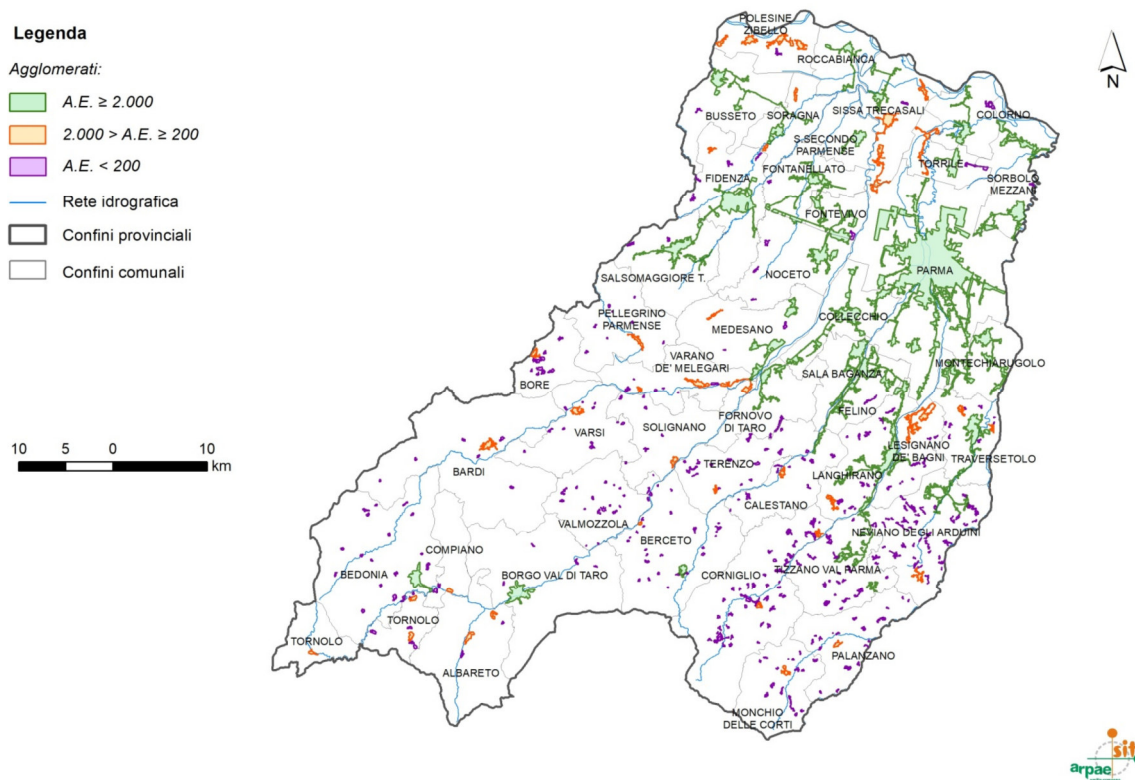 Legenda
Agglomerati:
A.E. ≥ 2.000
2.000 > A.E. ≥ 200
A.E. < 200
Rete idrografica
Confini provinciali
Confini comunali
N
10 5 0 10
km
POLESINE
ZIBELLO
ROCCABIANCA
BUSSETO
SORAGNA
SISSA TRECASALI
COLORNO
S.SECONDO
PARMENSE
TORRILE
FIDENZA
FONTANELLATO
SORBOLO
MEZZANI
FONTEVIVO
SALSOMAGGIORE T.
NOCETO
PARMA
PELLEGRINO
PARMENSE
MEDESANO
COLLECCHIO
VARANO
DE' MELEGARI
SALA BAGANZA
MONTECHIARUGOLO
BORE
FORNOVO
DI TARO
FELINO
VARSI
SOLIGNANO
LESIGNANO
DE' BAGNI
TRAVERSETOLO
BARDI
TERENZO
LANGHIRANO
CALESTANO
VALMOZZOLA
BERCETO
NEVIANO DEGLI ARDUINI
COMPIANO
BEDONIA
BORGO VAL DI TARO
CORNIGLIO
TIZZANO VAL PARMA
TORNOLO
TORNOLO
ALBARETO
PALANZANO
MONCHIO
DELLE CORTI
arpae
sit